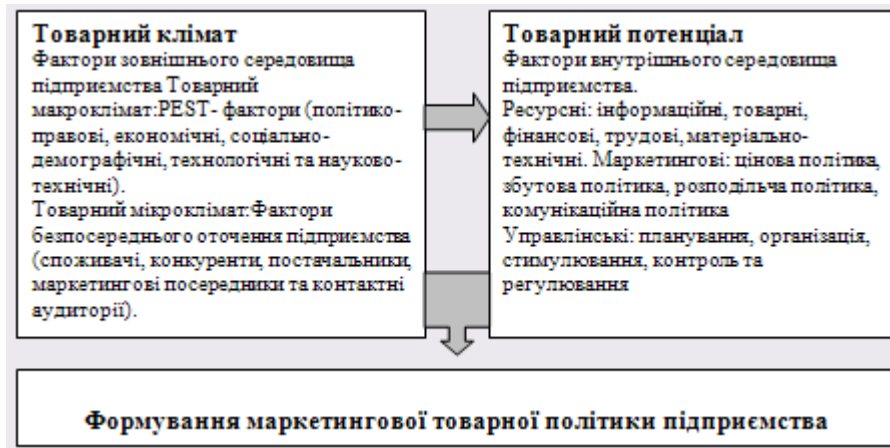 Товарний клімат
Фактори зовнішнього середовища
підприємства Товарний
макроклімат:PEST- фактори (політико-
правові, економічні, соціально-
демографічні, технологічні та науково-
технічні).
Товарний мікроклімат:Фактори
безпосереднього оточення підприємства
(споживачі, конкуренти, постачальники,
маркетингові посередники та контактні
аудиторії).
Товарний потенціал
Фактори внутрішнього середовища
підприємства.
Ресурсні: інформаційні, товарні,
фінансові, трудові, матеріально-
технічні. Маркетингові: цінова політика,
збутова політика, розподільча політика,
комунікаційна політика
Управлінські: планування, організація,
стимулювання, контроль та
регулювання
Формування маркетингової товарної політики підприємства